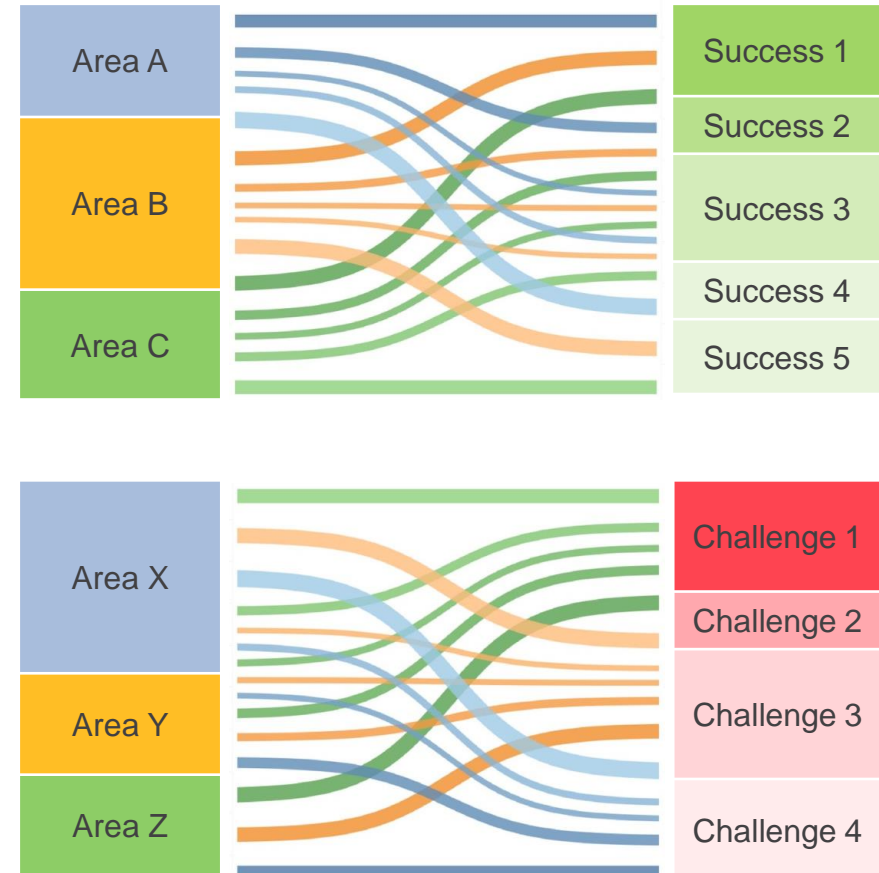 Area A
Area B
Area C
Success 1
Success 2
Success 3
Success 4
Success 5
Area X
Area Y
Area Z
Challenge 1
Challenge 2
Challenge 3
Challenge 4